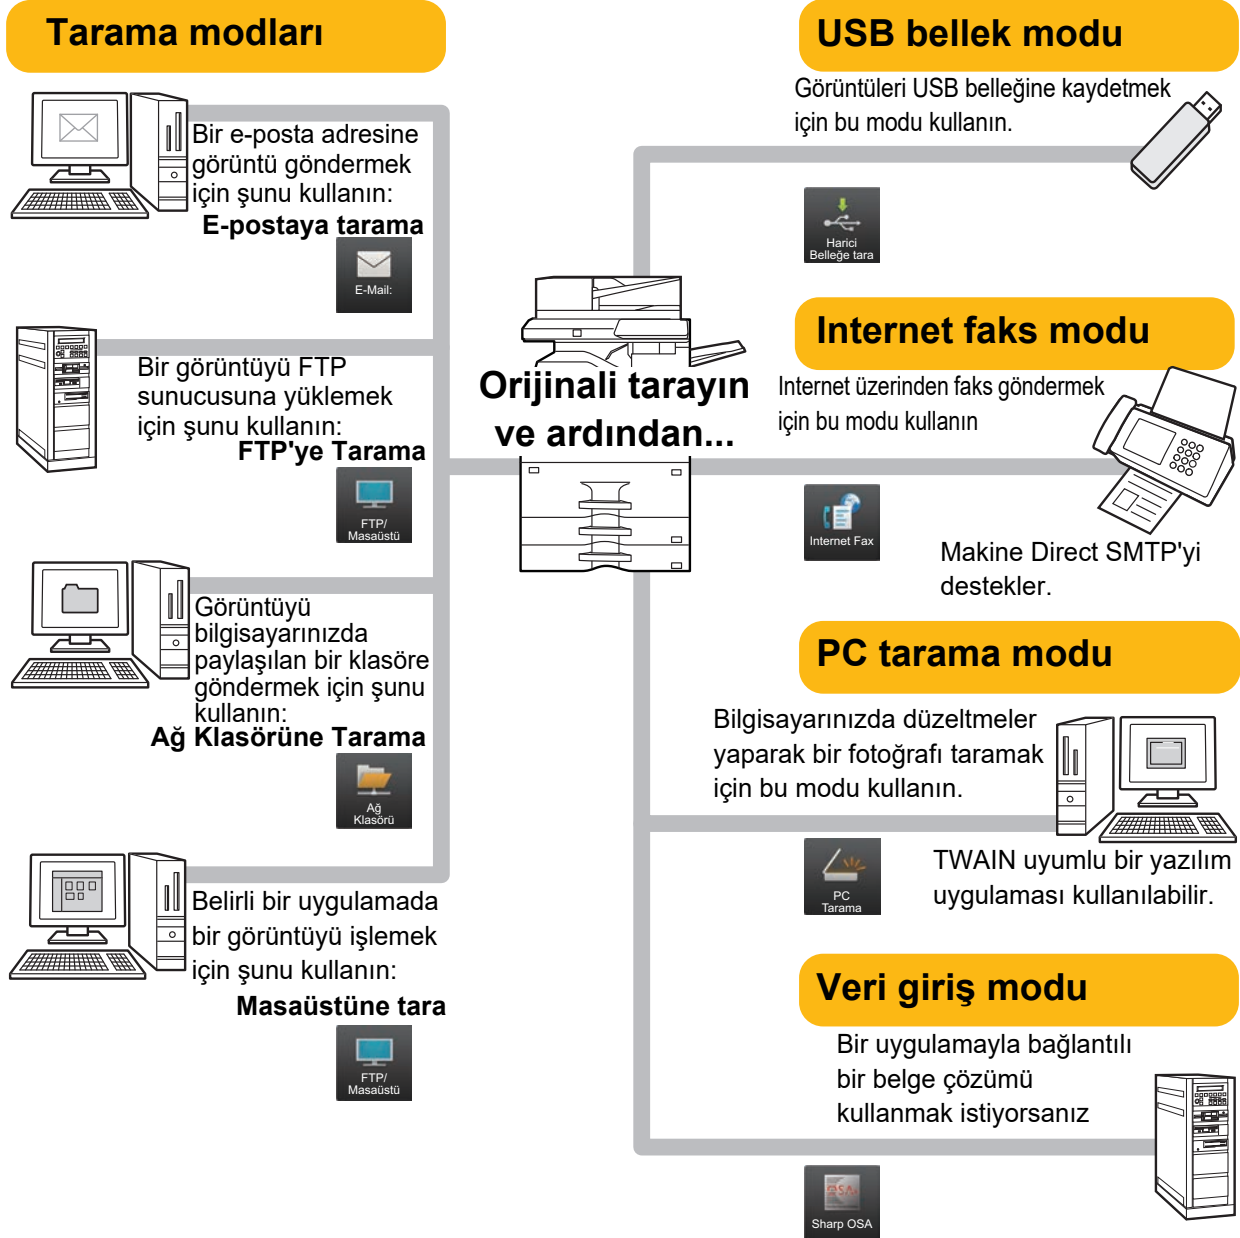 Tarama modları
Bir e-posta adresine
görüntü göndermek
için şunu kullanın:
E-postaya tarama
E-Mail:
Bir görüntüyü FTP
sunucusuna yüklemek
için şunu kullanın:
FTP'ye Tarama
FTP/
Masaüstü
Görüntüyü
bilgisayarınızda
paylaşılan bir klasöre
göndermek için şunu
kullanın:
Ağ Klasörüne Tarama
Ağ
Klasörü
Belirli bir uygulamada
bir görüntüyü işlemek
için şunu kullanın:
Masaüstüne tara
FTP/
Masaüstü
Orijinali tarayın
ve ardından...
USB bellek modu
Görüntüleri USB belleğine kaydetmek
için bu modu kullanın.
Harici
Belleğe tara
Internet faks modu
Internet üzerinden faks göndermek
için bu modu kullanın
Internet Fax
Makine Direct SMTP'yi
destekler.
PC tarama modu
Bilgisayarınızda düzeltmeler
yaparak bir fotoğrafı taramak
için bu modu kullanın.
PC
Tarama
TWAIN uyumlu bir yazılım
uygulaması kullanılabilir.
Veri giriş modu
Bir uygulamayla bağlantılı
bir belge çözümü
kullanmak istiyorsanız
OSA
Sharp OSA